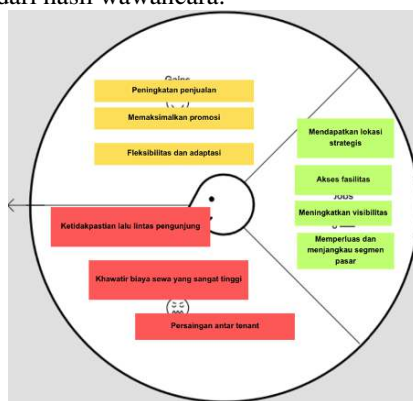 dari hasil wawancara.
Gains
Peningkatan penjualan
Memaksimalkan promosi
Fleksibilitas dan adaptasi
Mendapatkan lokasi
strategis
Akses fasilitas
Jobs
Meningkatkan visibilitas
Memperluas dan
menjangkau segmen
pasar
Ketidakpastian lalu lintas pengunjung
Khawatir biaya sewa yang sangat tinggi
Persaingan antar tenant